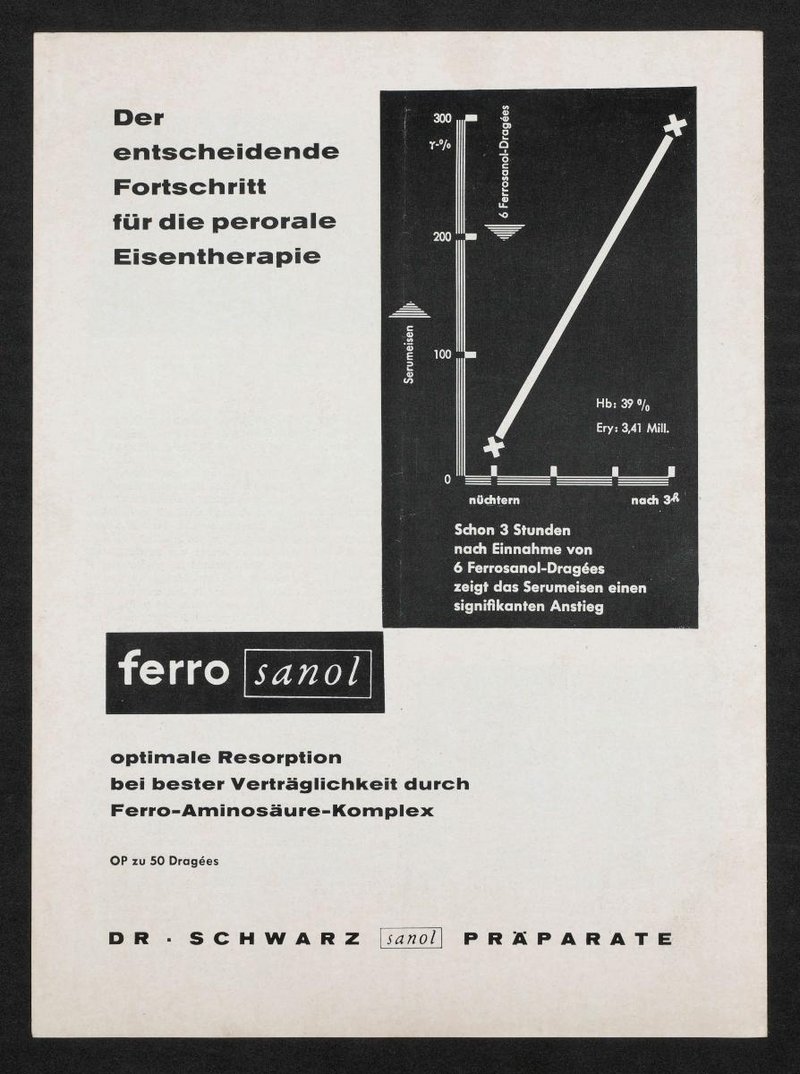 Der
entscheidende
Fortschritt
für die perorale
Eisentherapie
300
γ-%
6 Ferrosanol-Dragées
200
Serumeisen
100
Hb: 39 %
Ery: 3,41 Mill.
0
nüchtern
nach 3 h
Schon 3 Stunden
nach Einnahme von
6 Ferrosanol-Dragées
zeigt das Serumeisen einen
signifikanten Anstieg
ferro sanol
optimale Resorption
bei bester Verträglichkeit durch
Ferro-Aminosäure-Komplex
OP zu 50 Dragées
DR · SCHWARZ sanol PRÄPARATE